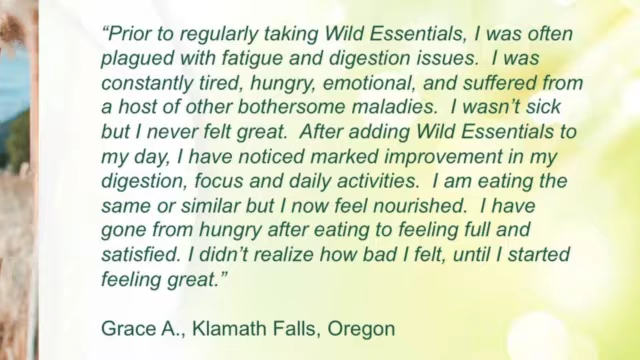 “Prior to regularly taking Wild Essentials, I was often
plagued with fatigue and digestion issues.  I was
constantly tired, hungry, emotional, and suffered from
a host of other bothersome maladies.  I wasn’t sick
but I never felt great.  After adding Wild Essentials to
my day, I have noticed marked improvement in my
digestion, focus and daily activities.  I am eating the
same or similar but I now feel nourished.  I have
gone from hungry after eating to feeling full and
satisfied. I didn’t realize how bad I felt, until I started
feeling great.”
Grace A., Klamath Falls, Oregon